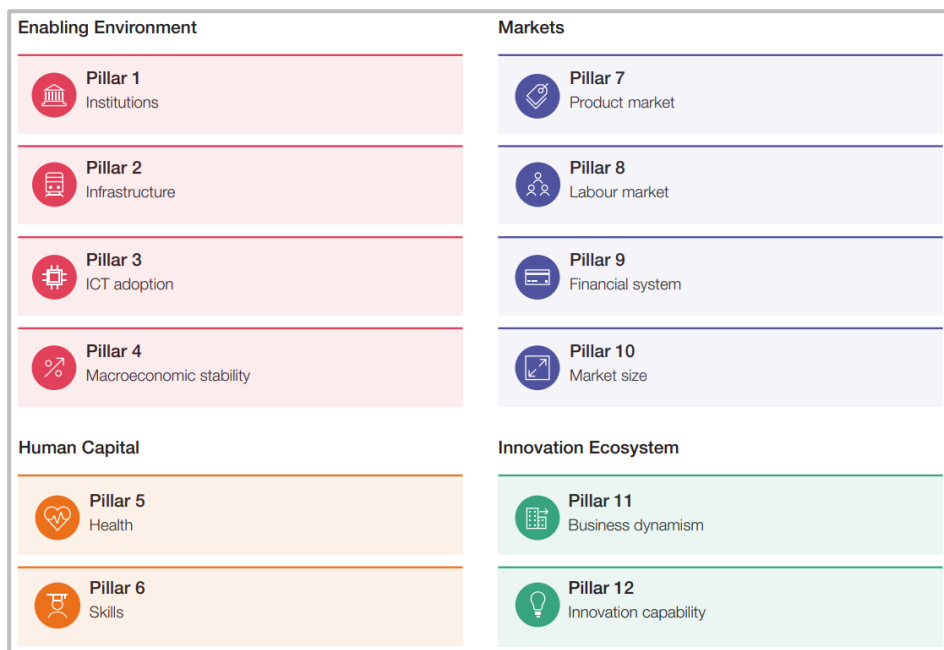 Enabling Environment
Pillar 1
Institutions
Pillar 2
Infrastructure
Pillar 3
ICT adoption
Pillar 4
Macroeconomic stability
Human Capital
Pillar 5
Health
Pillar 6
Skills
Markets
Pillar 7
Product market
Pillar 8
Labour market
Pillar 9
Financial system
Pillar 10
Market size
Innovation Ecosystem
Pillar 11
Business dynamism
Pillar 12
Innovation capability